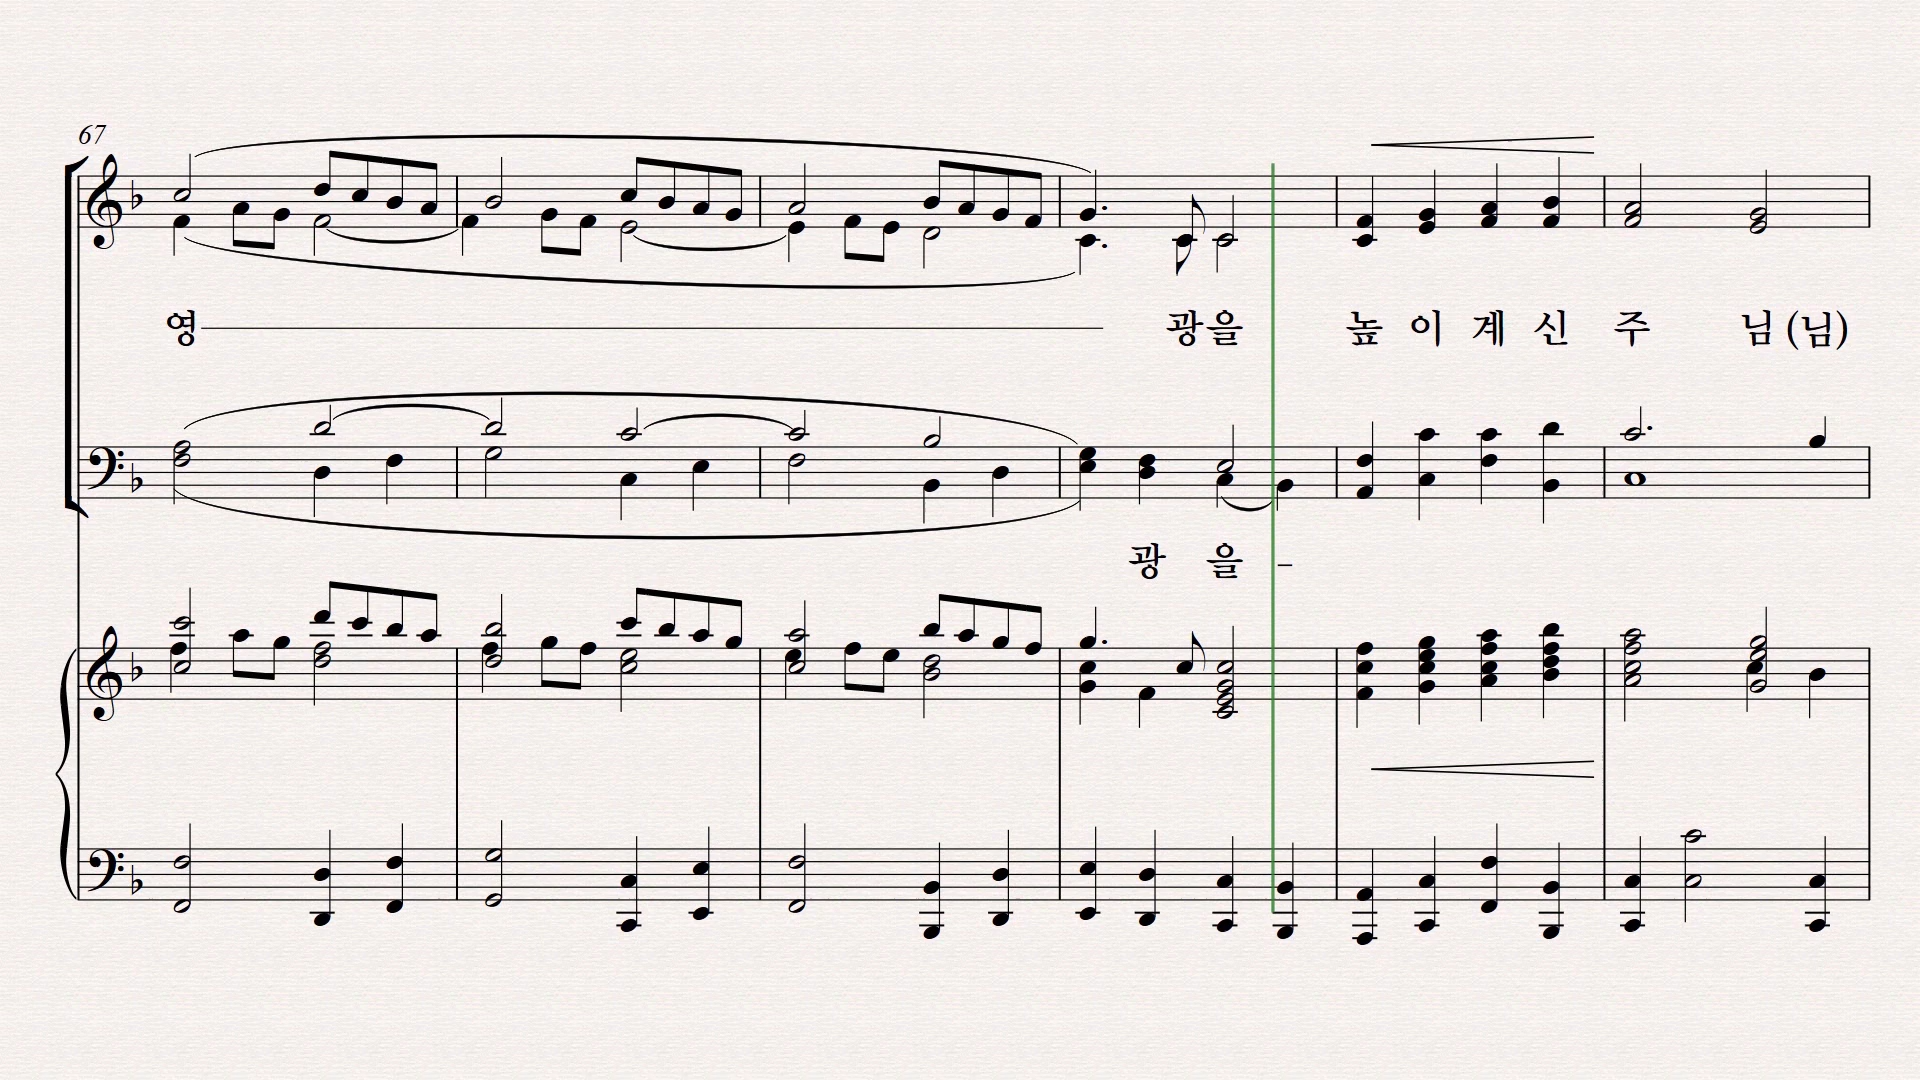 67
영 광을 높 이 계 신 주 님 (님)
광 을 -